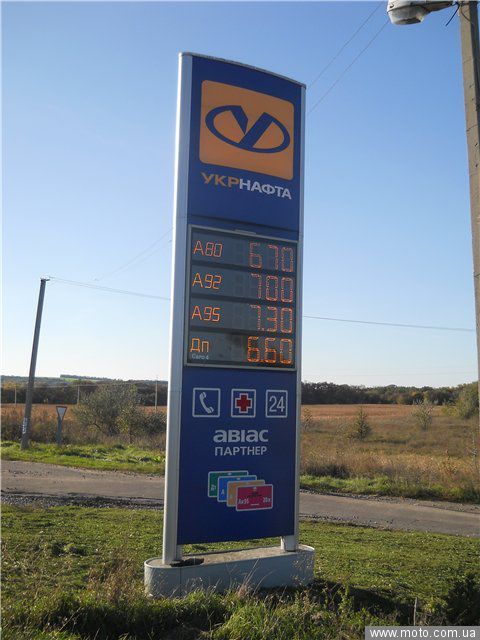 УКРНАФТА
А80 6.70
А92 7.00
А95 7.30
Дп 6.60
24
АВІАС
ПАРТНЕР
Ai95
www.moto.com.ua